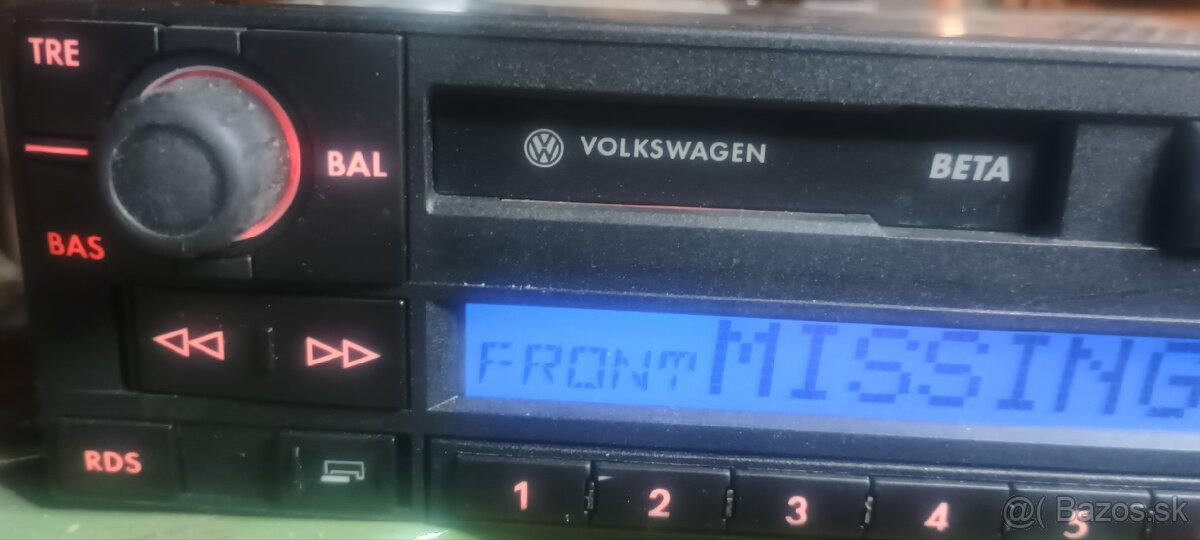 TRE
BAL
BAS
VOLKSWAGEN
BETA
FRONT MISSING
RDS
1 2 3 4 5
@( Bazos.sk